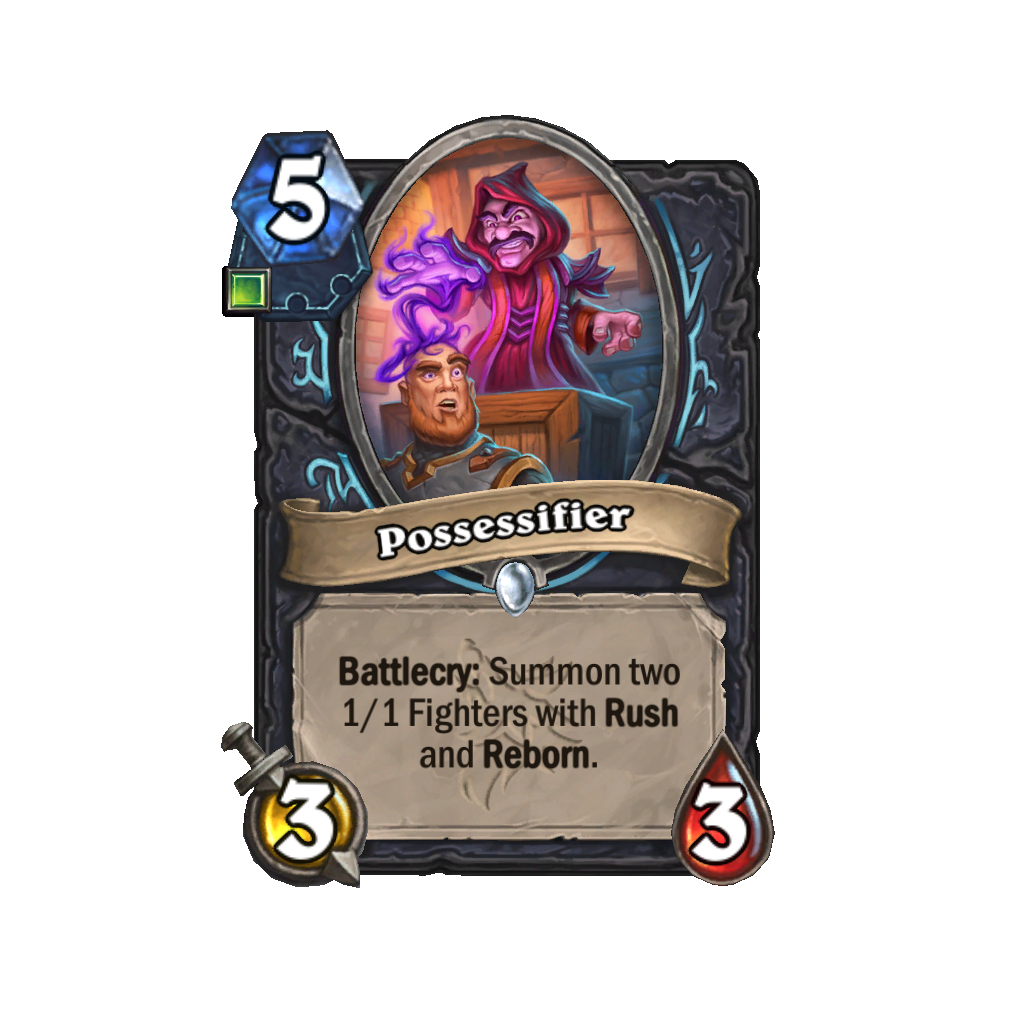 5
Possessifier
Battlecry: Summon two
1/1 Fighters with Rush
and Reborn.
3
3